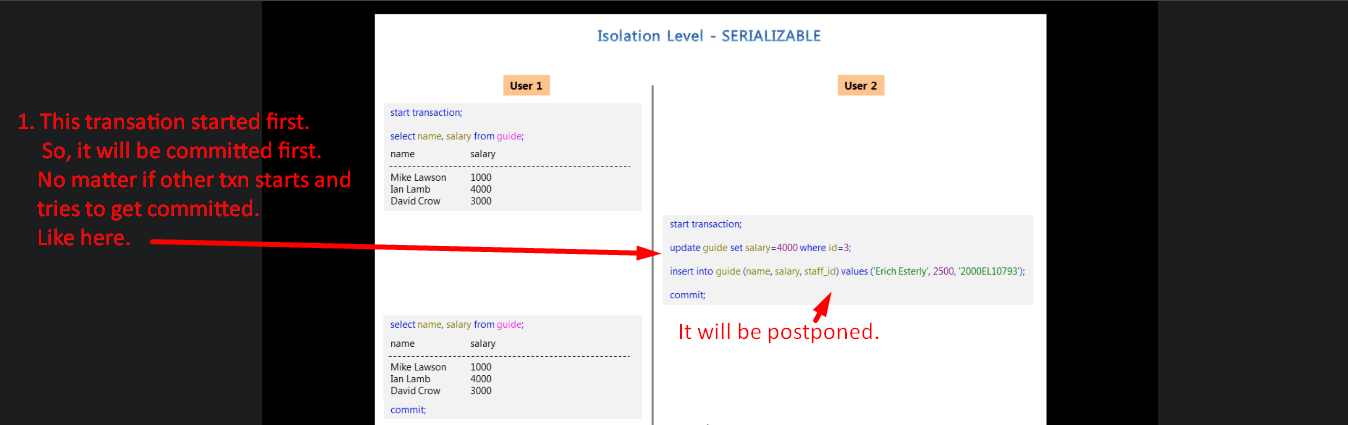 Isolation Level - SERIALIZABLE
User 1
User 2
1. This transation started first.
So, it will be committed first.
No matter if other txn starts and
tries to get committed.
Like here.
start transaction;
select name, salary from guide;
name salary
Mike Lawson 1000
Ian Lamb 4000
David Crow 3000
start transaction;
update guide set salary=4000 where id=3;
insert into guide (name, salary, staff_id) values ('Erich Esterly', 2500, '2000EL10793');
commit;
It will be postponed.
select name, salary from guide;
name salary
Mike Lawson 1000
Ian Lamb 4000
David Crow 3000
commit;